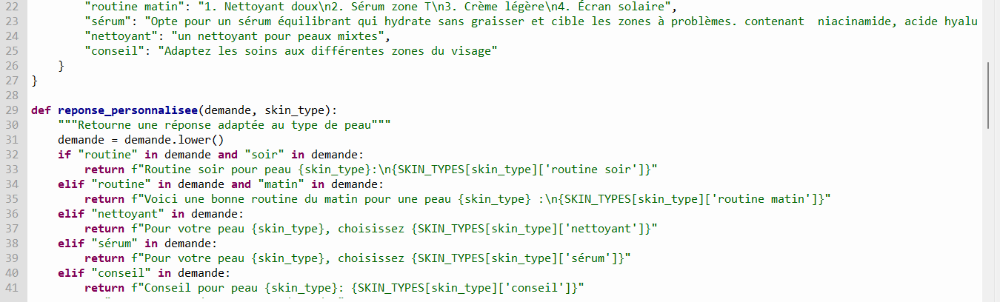 22 "routine matin": "1. Nettoyant doux\n2. Sérum zone T\n3. Crème légère\n4. Écran solaire",
23 "sérum": "Opte pour un sérum équilibrant qui hydrate sans graisser et cible les zones à problèmes. contenant  niacinamide, acide hyalu
24 "nettoyant": "un nettoyant pour peaux mixtes",
25 "conseil": "Adaptez les soins aux différentes zones du visage"
26 }
27 }
28
29 def reponse_personnalisee(demande, skin_type):
30 """Retourne une réponse adaptée au type de peau"""
31 demande = demande.lower()
32 if "routine" in demande and "soir" in demande:
33 return f"Routine soir pour peau {skin_type}:\n{SKIN_TYPES[skin_type]['routine soir']}"
34 elif "routine" in demande and "matin" in demande:
35 return f"Voici une bonne routine du matin pour une peau {skin_type} :\n{SKIN_TYPES[skin_type]['routine matin']}"
36 elif "nettoyant" in demande:
37 return f"Pour votre peau {skin_type}, choisissez {SKIN_TYPES[skin_type]['nettoyant']}"
38 elif "sérum" in demande:
39 return f"Pour votre peau {skin_type}, choisissez {SKIN_TYPES[skin_type]['sérum']}"
40 elif "conseil" in demande:
41 return f"Conseil pour peau {skin_type}: {SKIN_TYPES[skin_type]['conseil']}"